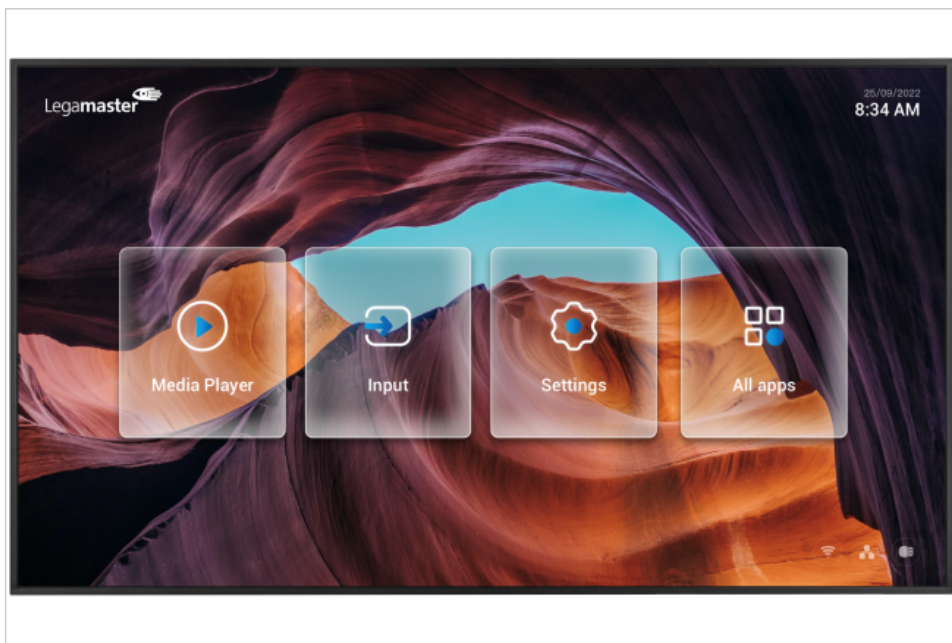 Legamaster
25/09/2022
8:34 AM
Media Player
Input
Settings
All apps